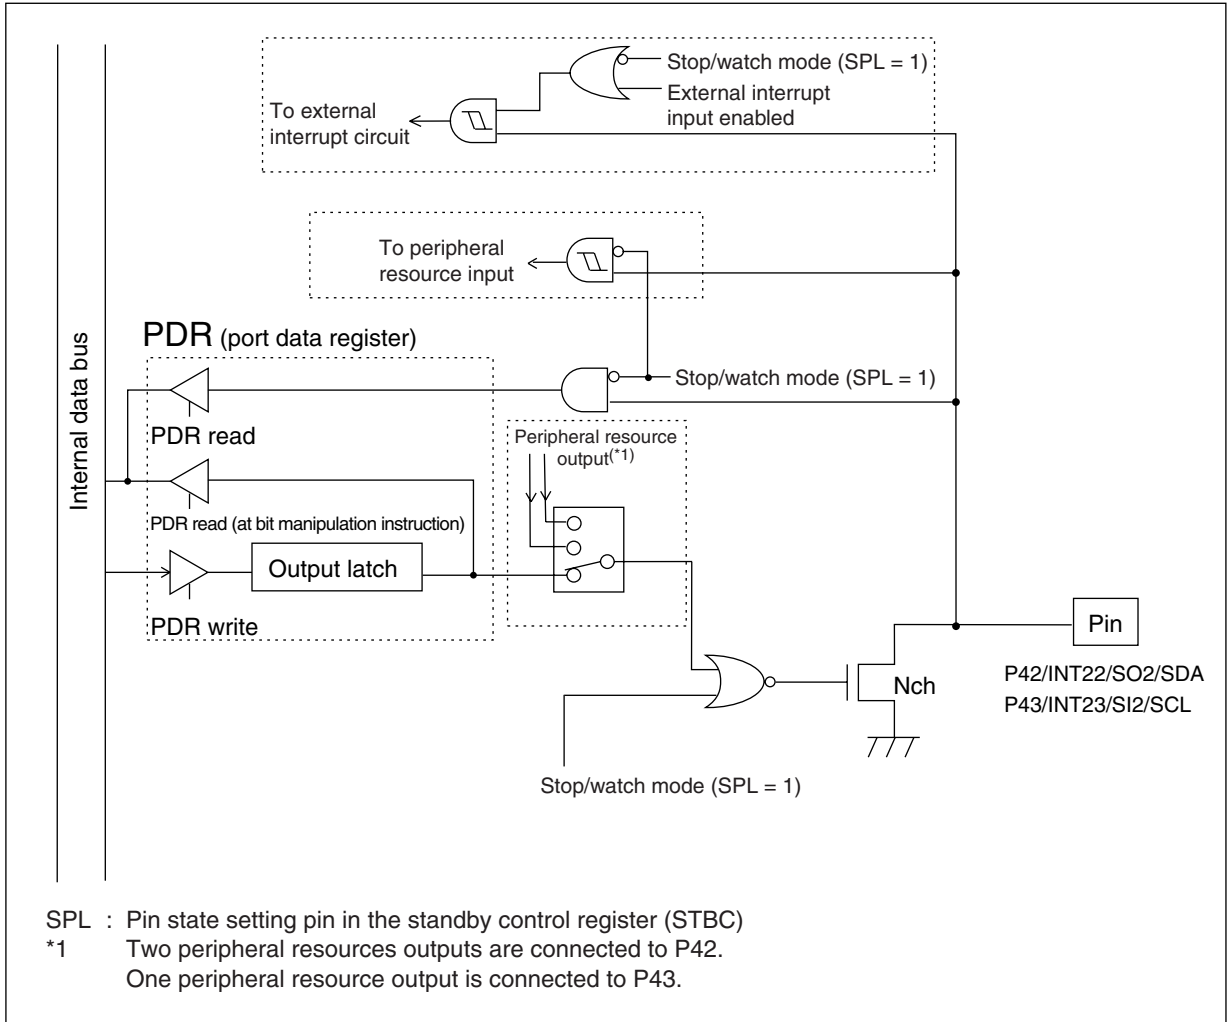 Stop/watch mode (SPL = 1)
External interrupt
input enabled
To external
interrupt circuit
To peripheral
resource input
PDR (port data register)
Internal data bus
Stop/watch mode (SPL = 1)
PDR read
Peripheral resource
output(*1)
PDR read (at bit manipulation instruction)
Output latch
PDR write
Pin
Nch
P42/INT22/SO2/SDA
P43/INT23/SI2/SCL
Stop/watch mode (SPL = 1)
SPL : Pin state setting pin in the standby control register (STBC)
*1 Two peripheral resources outputs are connected to P42.
One peripheral resource output is connected to P43.